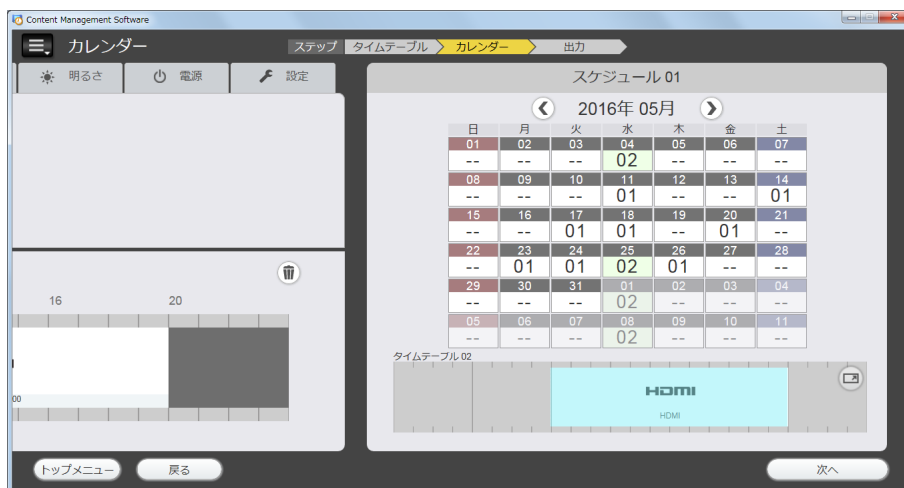 Content Management Software
カレンダー
ステップ タイムテーブル カレンダー 出力
明るさ 電源 設定
スケジュール 01
2016年 05月
日 月 火 水 木 金 土
01 02 03 04 05 06 07
-- -- -- 02 -- -- --
08 09 10 11 12 13 14
-- -- -- 01 -- -- 01
15 16 17 18 19 20 21
-- -- 01 01 -- 01 --
22 23 24 25 26 27 28
-- 01 01 02 01 -- --
29 30 31 01 02 03 04
-- -- -- 02 -- -- --
05 06 07 08 09 10 11
-- -- -- 02 -- -- --
16 20
00
タイムテーブル 02
HDMI
HDMI
トップメニュー 戻る 次へ